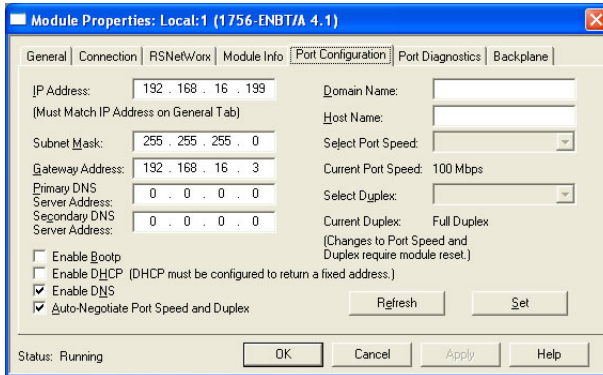 Module Properties: Local:1 (1756-ENBT/A 4.1)
General Connection RSNetWorx Module Info Port Configuration Port Diagnostics Backplane
IP Address: 192 . 168 . 16 . 199 Domain Name:
(Must Match IP Address on General Tab) Host Name:
Subnet Mask: 255 . 255 . 255 . 0 Select Port Speed:
Gateway Address: 192 . 168 . 16 . 3 Current Port Speed: 100 Mbps
Primary DNS
Server Address: 0 . 0 . 0 . 0 Select Duplex:
Secondary DNS
Server Address: 0 . 0 . 0 . 0 Current Duplex: Full Duplex
(Changes to Port Speed and
Duplex require module reset.)
Enable Bootp
Enable DHCP (DHCP must be configured to return a fixed address.)
Enable DNS
Auto-Negotiate Port Speed and Duplex
Refresh Set
Status: Running OK Cancel Apply Help